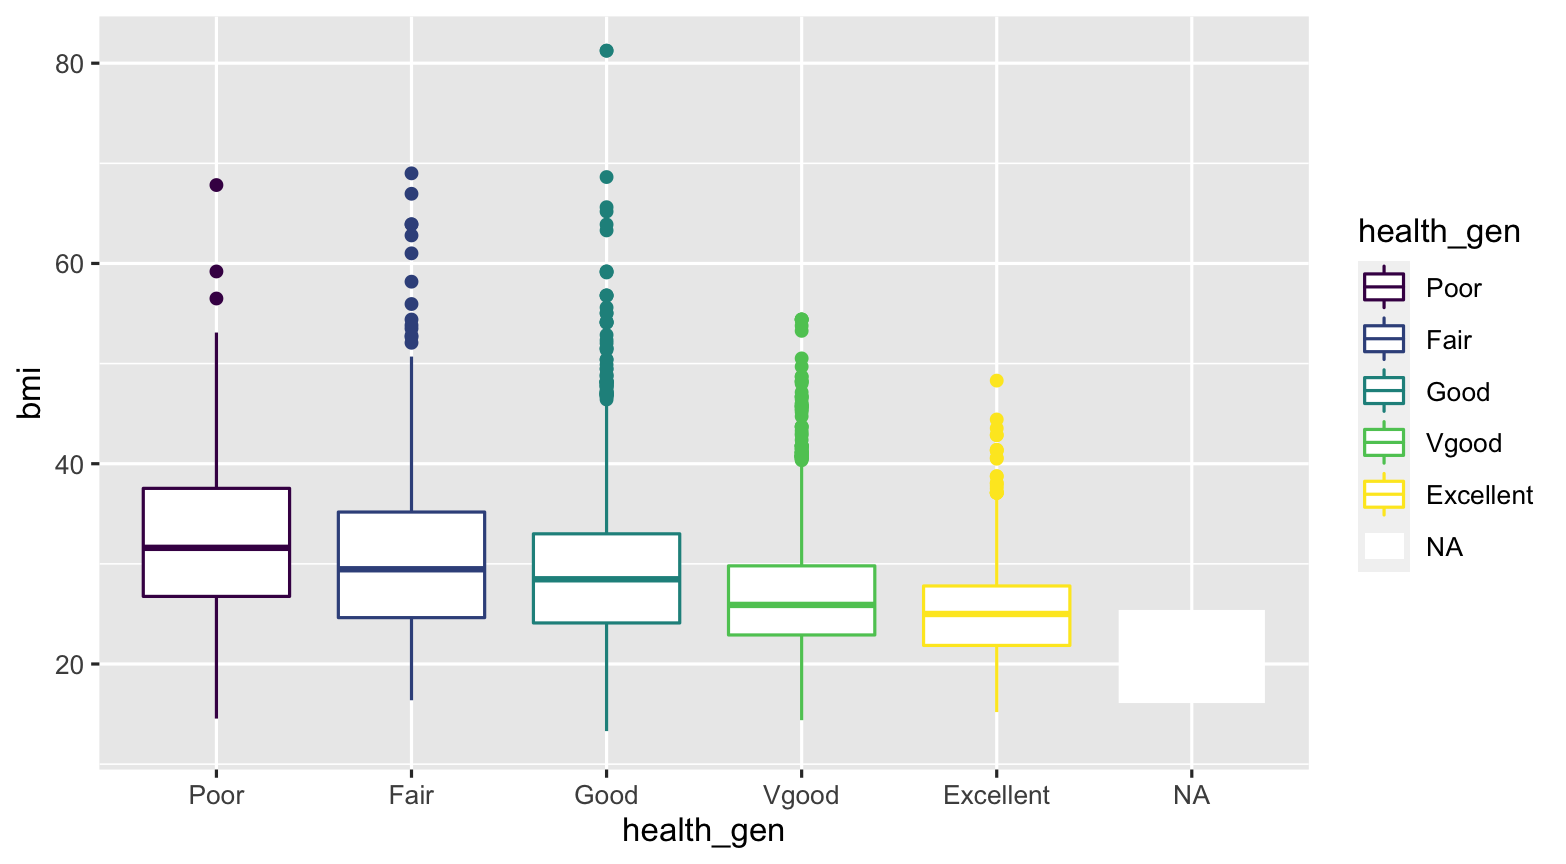 80
60
40
20
bmi
Poor Fair Good Vgood Excellent NA
health_gen
health_gen
Poor
Fair
Good
Vgood
Excellent
NA